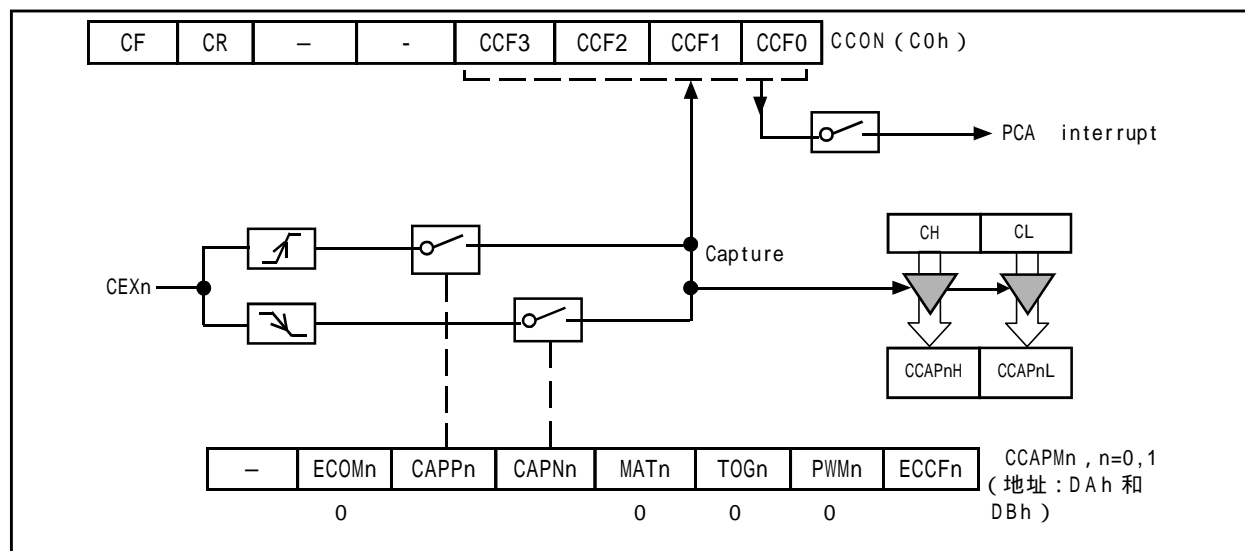 CF CR – - CCF3 CCF2 CCF1 CCF0 CCON（C0h）
PCA interrupt
CH CL
Capture
CEXn
CCAPnH CCAPnL
– ECOMn CAPPn CAPNn MATn TOGn PWMn ECCFn
CCAPMn，n=0,1
（地址：DAh 和
DBh）
0 0 0 0